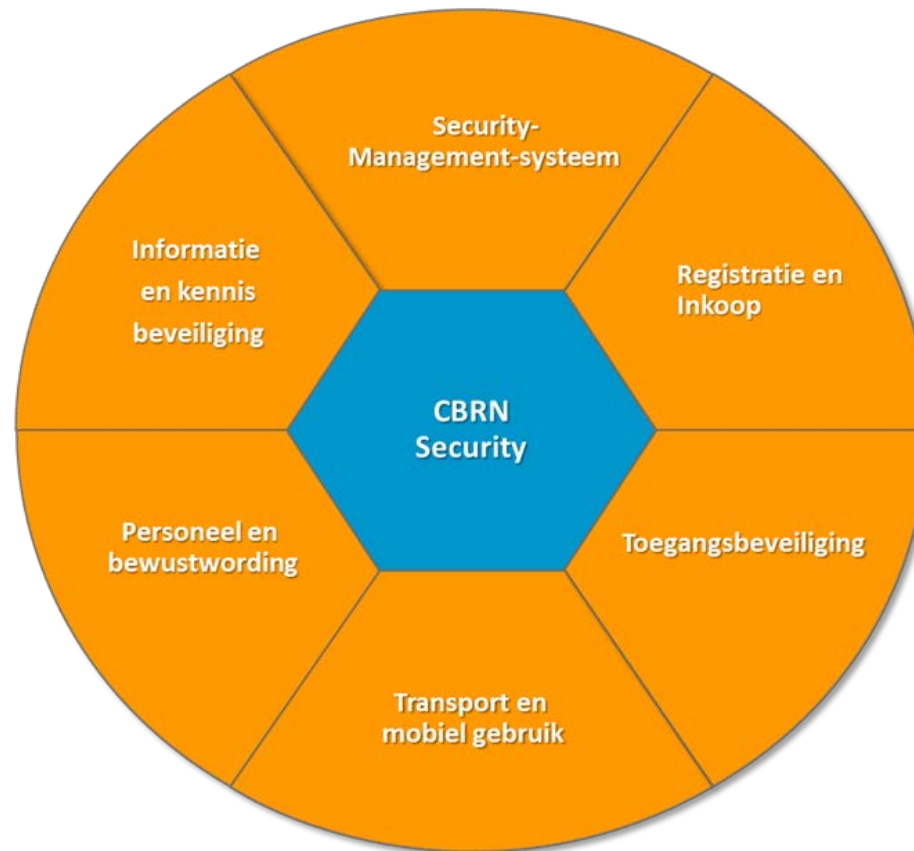 Security-
Management-systeem
Registratie en
Inkoop
Toegangsbeveiliging
Transport en
mobiel gebruik
Personeel en
bewustwording
Informatie
en kennis
beveiliging
CBRN
Security